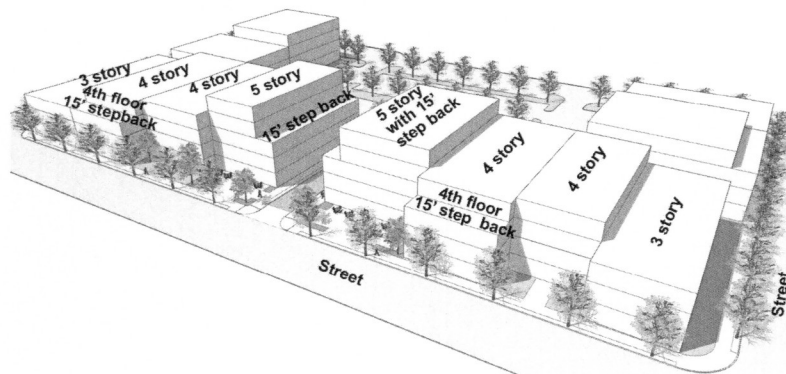 3 story
4 story
4 story
5 story
4th floor
15' stepback
15' step back
5 story
with 15'
step back
4 story
4 story
4th floor
15' step back
3 story
Street
Street